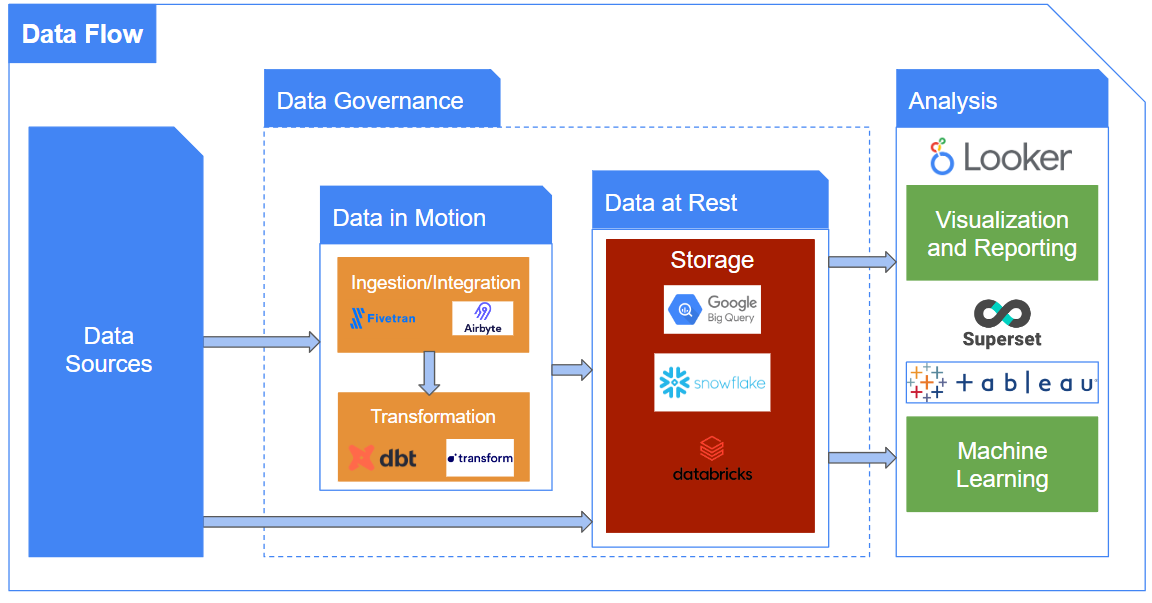 Data Flow
Data Governance
Analysis
Looker
Data in Motion
Data at Rest
Visualization
and Reporting
Storage
Ingestion/Integration
Google
Big Query
Fivetran
Airbyte
Data
Sources
Superset
snowflake
+ableau
Transformation
dbt
transform
databricks
Machine
Learning